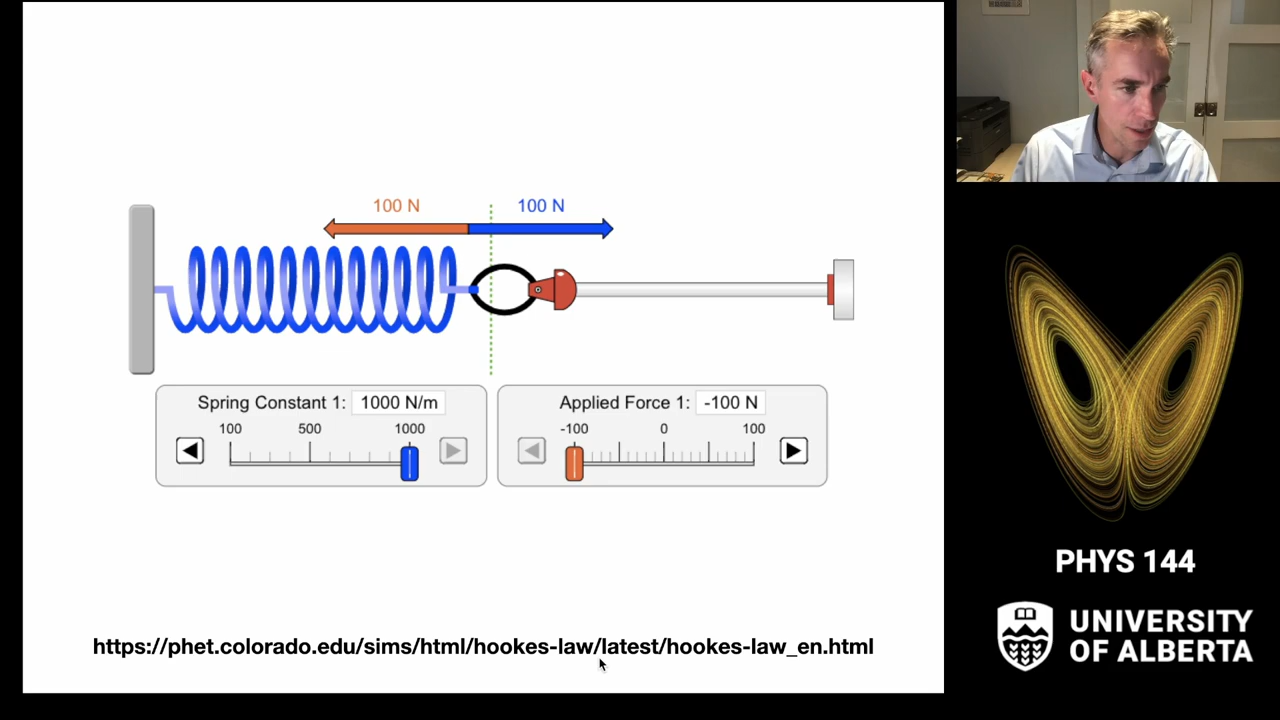 100 N
100 N
Spring Constant 1: 1000 N/m
100 500 1000
Applied Force 1: -100 N
-100 0 100
https://phet.colorado.edu/sims/html/hookes-law/latest/hookes-law_en.html
PHYS 144
UNIVERSITY
OF ALBERTA